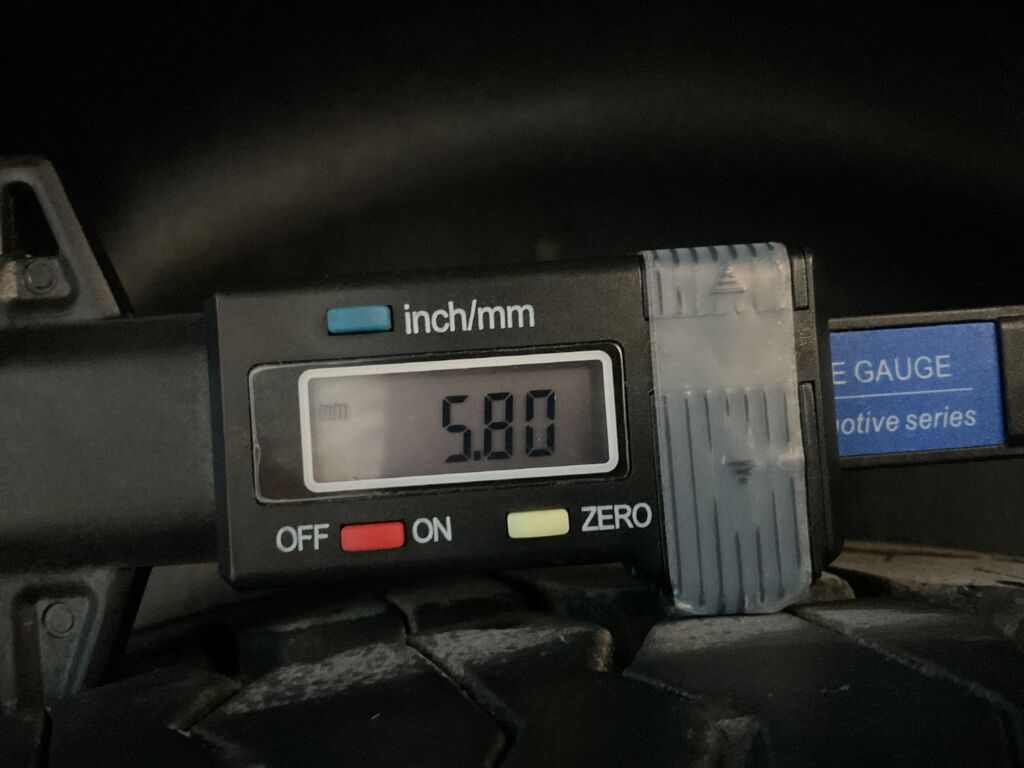 inch/mm
mm
5.80
OFF ON ZERO
E GAUGE
otive series